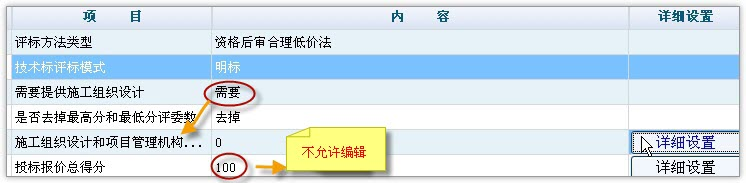 项 目 内 容 详细设置
评标方法类型 资格后审合理低价法
技术标评标模式 明标
需要提供施工组织设计 需要
是否去掉最高分和最低分评委数 去掉
施工组织设计和项目管理机构... 0 详细设置
投标报价总得分 100 不允许编辑 详细设置